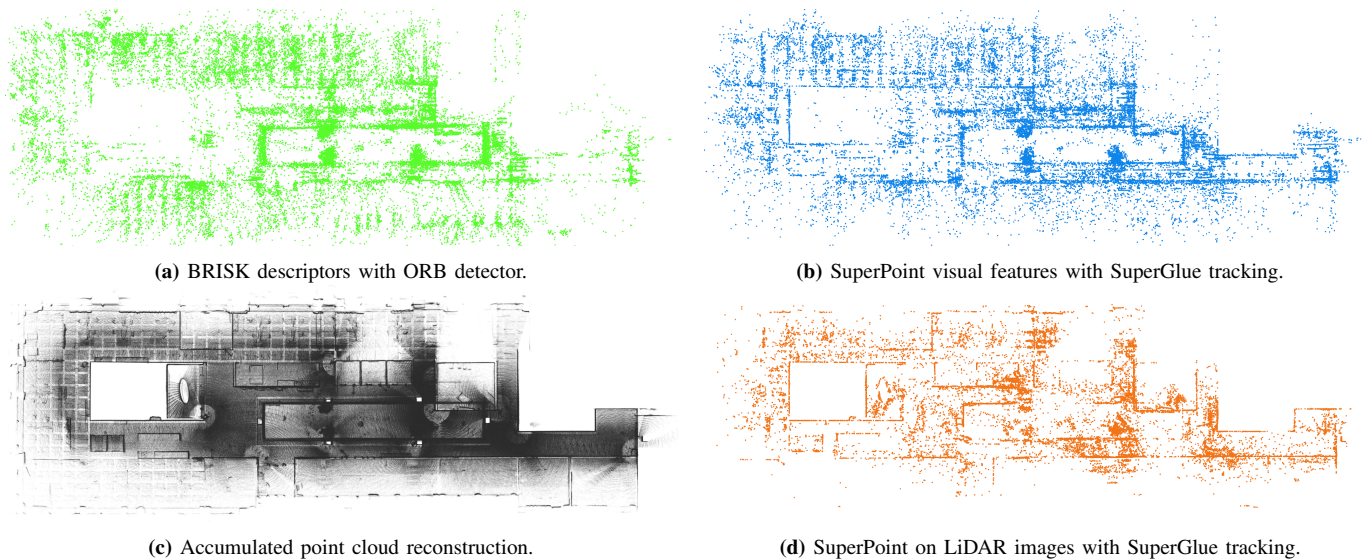 (a) BRISK descriptors with ORB detector.
(b) SuperPoint visual features with SuperGlue tracking.
(c) Accumulated point cloud reconstruction.
(d) SuperPoint on LiDAR images with SuperGlue tracking.